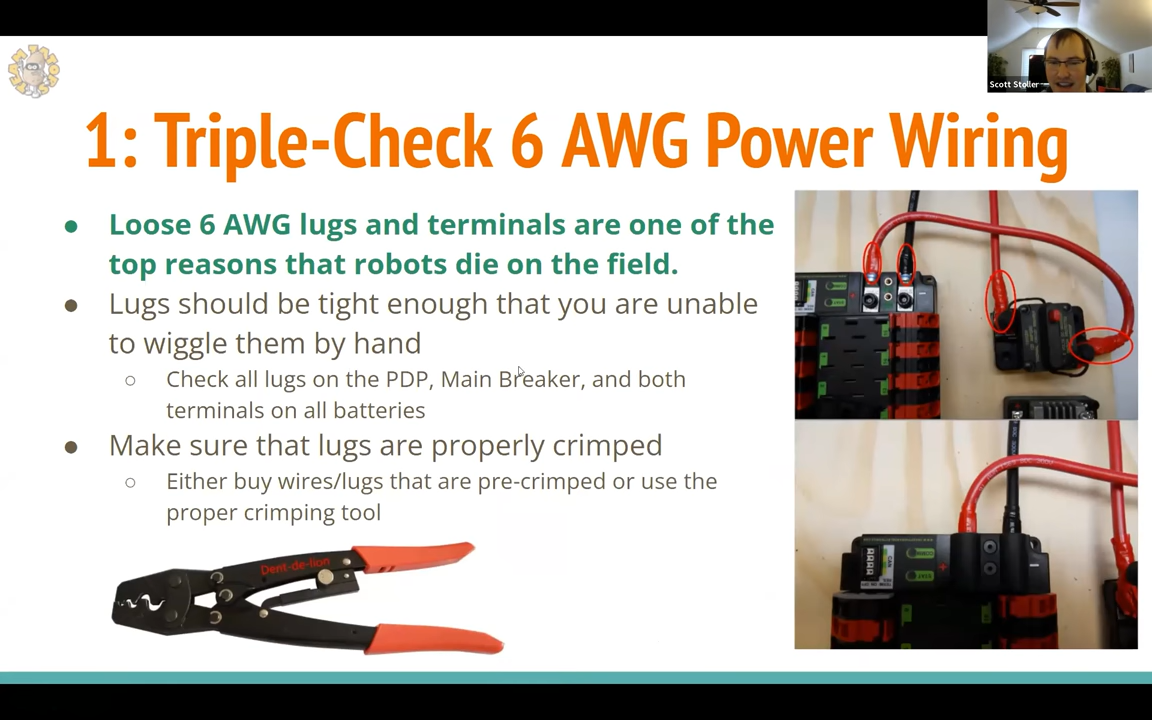 Scott Stoller
1: Triple-Check 6 AWG Power Wiring
Loose 6 AWG lugs and terminals are one of the
top reasons that robots die on the field.
Lugs should be tight enough that you are unable
to wiggle them by hand
Check all lugs on the PDP, Main Breaker, and both
terminals on all batteries
Make sure that lugs are properly crimped
Either buy wires/lugs that are pre-crimped or use the
proper crimping tool
Dent-de-lion